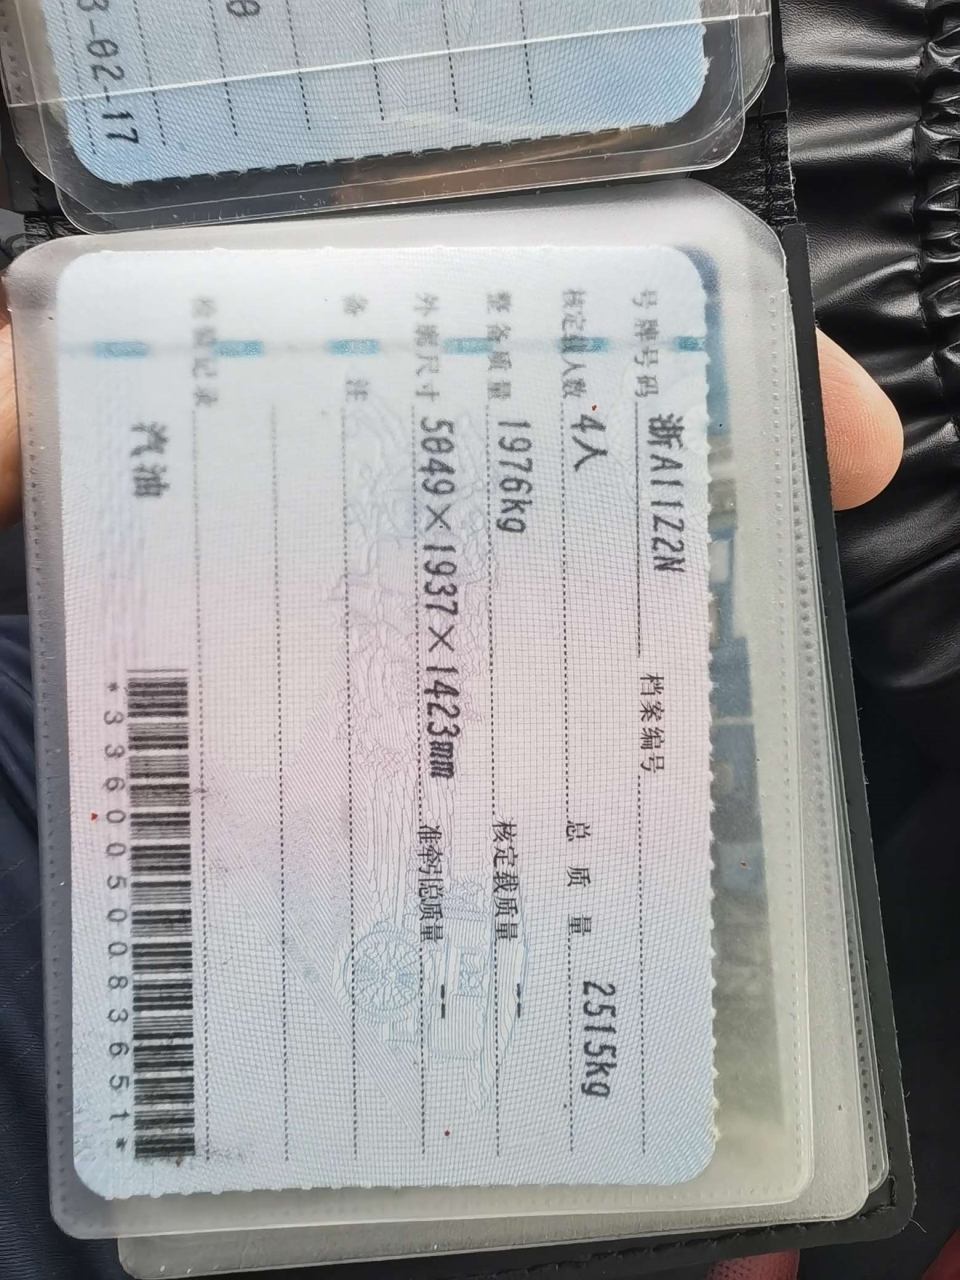 号牌号码 浙A11Z2N 档案编号
核定载人数 4人 总质量 2515kg
整备质量 1976kg 核定载质量 --
外廓尺寸 5049×1937×1423mm 准牵引总质量 --
备注
检验记录
汽油
*3360050083651*
3-02-17